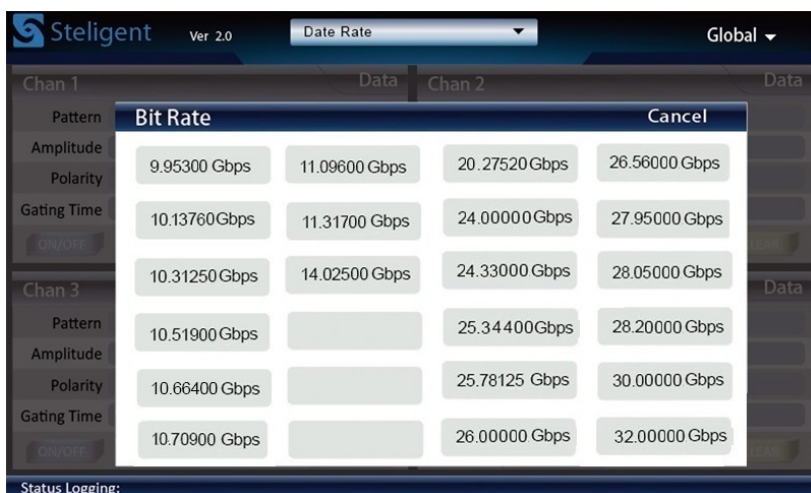 Steligent Ver 2.0 Date Rate Global
Chan 1 Data Chan 2 Data
Pattern
Bit Rate Cancel
Amplitude
9.95300 Gbps 11.09600 Gbps 20.27520 Gbps 26.56000 Gbps
Polarity
Gating Time
10.13760 Gbps 11.31700 Gbps 24.00000 Gbps 27.95000 Gbps
ON/OFF
10.31250 Gbps 14.02500 Gbps 24.33000 Gbps 28.05000 Gbps
Chan 3 Data
Pattern
10.51900 Gbps 25.34400Gbps 28.20000 Gbps
Amplitude
Polarity
10.66400 Gbps 25.78125 Gbps 30.00000 Gbps
Gating Time
10.70900 Gbps 26.00000 Gbps 32.00000 Gbps
ON/OFF
Status Logging: